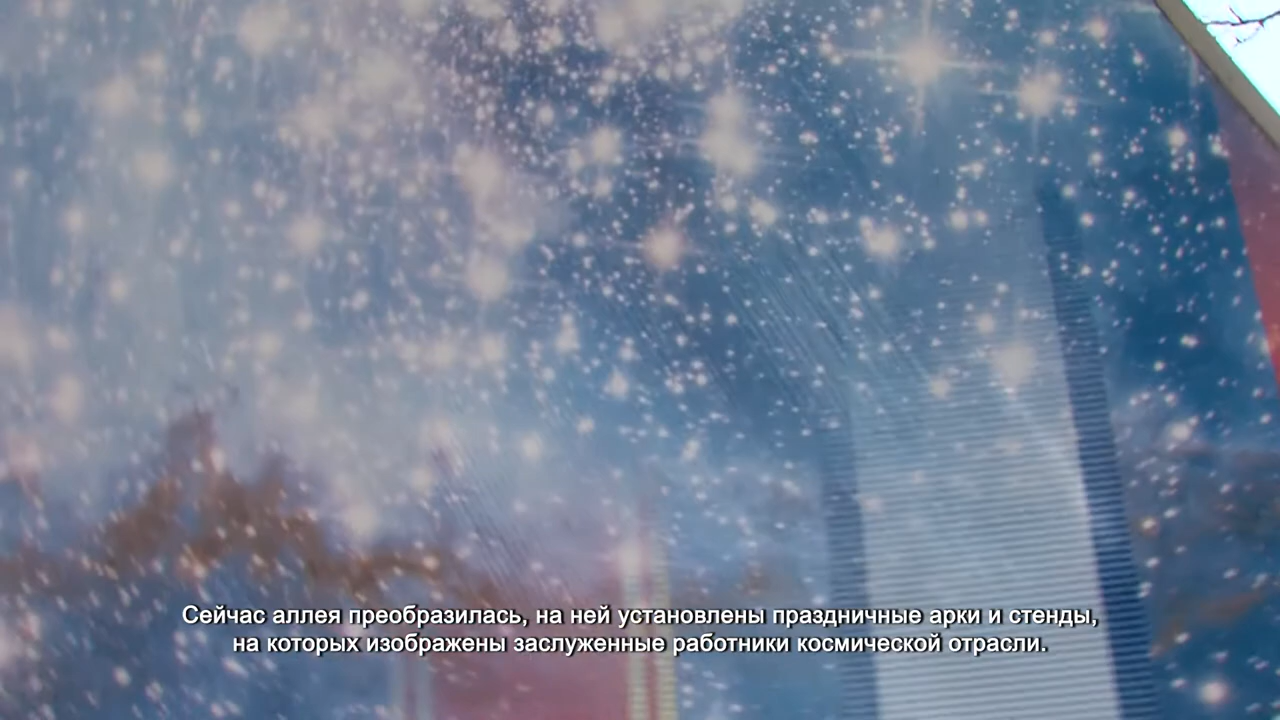 Сейчас аллея преобразилась, на ней установлены праздничные арки и стенды,
на которых изображены заслуженные работники космической отрасли.